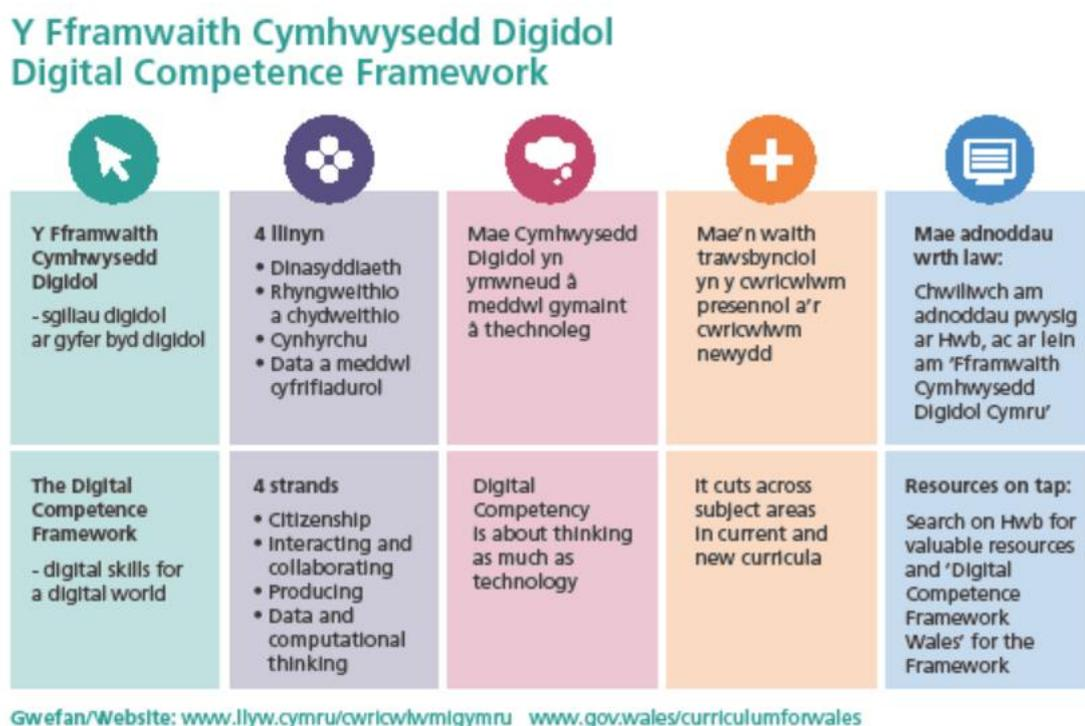 Y Fframwaith Cymhwysedd Digidol
Digital Competence Framework
Y Fframwaith
Cymhwysedd
Digidol
- sgiliau digidol
ar gyfer byd digidol
4 llinyn
• Dinasyddiaeth
• Rhyngweithio
a chydweithio
• Cynhyrchu
• Data a meddwl
cyfrifiadurol
Mae Cymhwysedd
Digidol yn
ymwneud â
meddwl gymaint
â thechnoleg
Mae'n waith
trawsbynciol
yn y cwricwlwm
presennol a'r
cwricwlwm
newydd
Mae adnoddau
wrth law:
Chwiliwch am
adnoddau pwysig
ar Hwb, ac ar lein
am 'Fframwaith
Cymhwysedd
Digidol Cymru'
The Digital
Competence
Framework
- digital skills for
a digital world
4 strands
• Citizenship
• Interacting and
collaborating
• Producing
• Data and
computational
thinking
Digital
Competency
is about thinking
as much as
technology
It cuts across
subject areas
in current and
new curricula
Resources on tap:
Search on Hwb for
valuable resources
and 'Digital
Competence
Framework
Wales' for the
Framework
Gwefan/Website: www.llyw.cymru/cwricwlwmigymru www.gov.wales/curriculumforwales